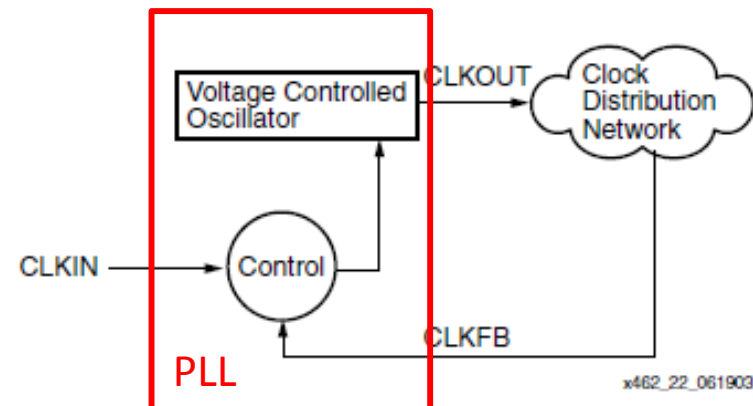 Voltage Controlled
Oscillator
CLKOUT
Clock
Distribution
Network
CLKIN
Control
CLKFB
PLL
x462_22_061903